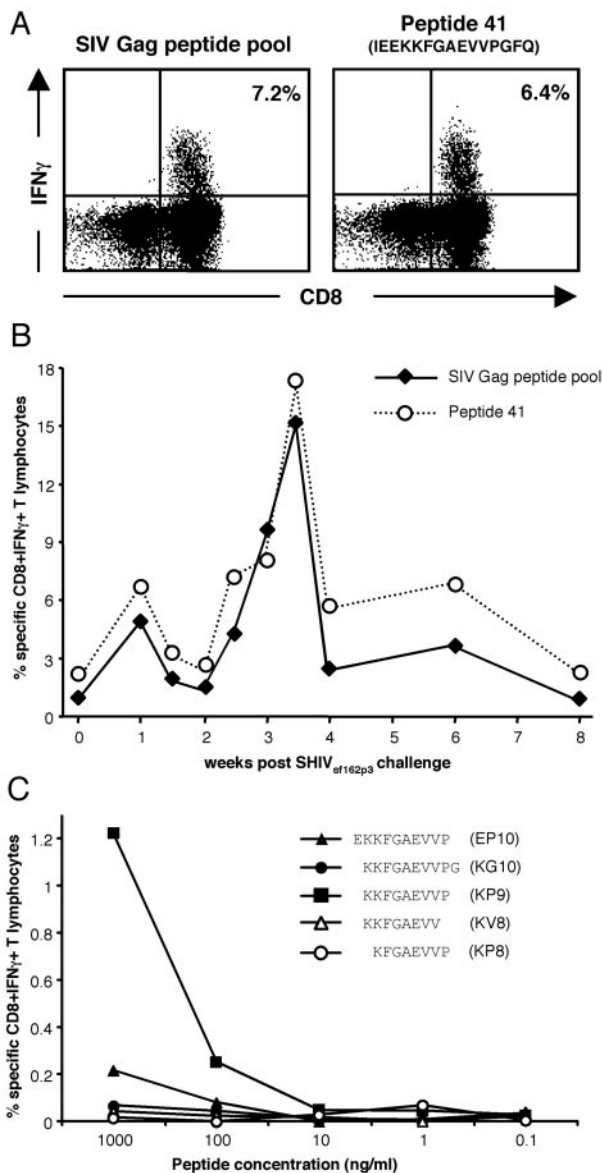 A
SIV Gag peptide pool
Peptide 41
(IEEKKFGAEVVPGFQ)
7.2%
6.4%
IFNγ
CD8
B
18
15
12
9
6
3
0
% specific CD8+IFNγ+ T lymphocytes
SIV Gag peptide pool
Peptide 41
0 1 2 3 4 5 6 7 8
weeks post SHIVsf162p3 challenge
C
1.2
1
0.8
0.6
0.4
0.2
0
% specific CD8+IFNγ+ T lymphocytes
EKKFGAEVVP (EP10)
KKFGAEVVPG (KG10)
KKFGAEVVP (KP9)
KKFGAEVV (KV8)
KFGAEVVP (KP8)
1000 100 10 1 0.1
Peptide concentration (ng/ml)